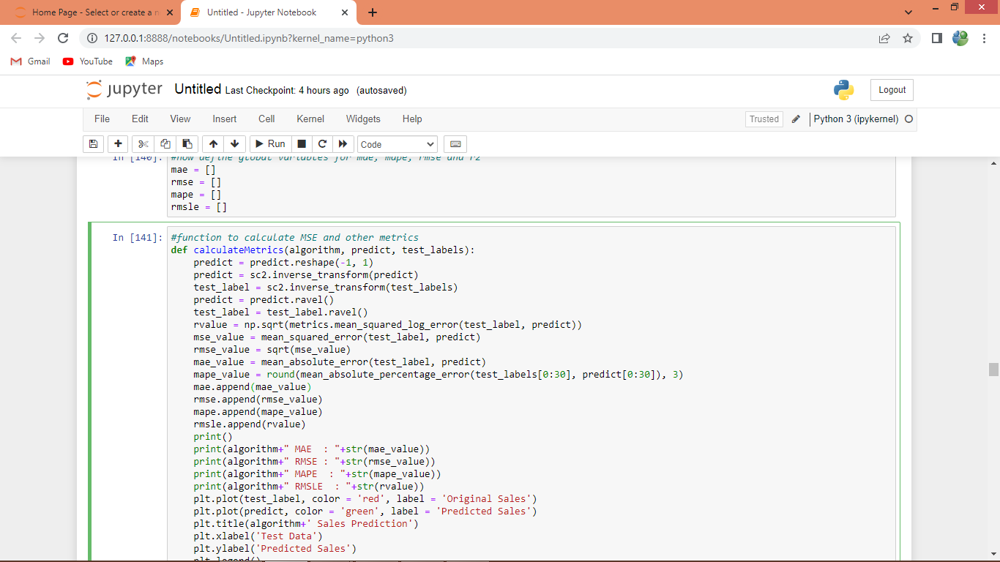 Home Page - Select or create a n
Untitled - Jupyter Notebook
127.0.0.1:8888/notebooks/Untitled.ipynb?kernel_name=python3
Gmail YouTube Maps
jupyter Untitled Last Checkpoint: 4 hours ago (autosaved)
Logout
File Edit View Insert Cell Kernel Widgets Help
Trusted Python 3 (ipykernel)
Run Code
In [140]: #now define global variables for mae, mape, rmse and r2
mae = []
rmse = []
mape = []
rmsle = []
In [141]: #function to calculate MSE and other metrics
def calculateMetrics(algorithm, predict, test_labels):
    predict = predict.reshape(-1, 1)
    predict = sc2.inverse_transform(predict)
    test_label = sc2.inverse_transform(test_labels)
    predict = predict.ravel()
    test_label = test_label.ravel()
    rvalue = np.sqrt(metrics.mean_squared_log_error(test_label, predict))
    mse_value = mean_squared_error(test_label, predict)
    rmse_value = sqrt(mse_value)
    mae_value = mean_absolute_error(test_label, predict)
    mape_value = round(mean_absolute_percentage_error(test_labels[0:30], predict[0:30]), 3)
    mae.append(mae_value)
    rmse.append(rmse_value)
    mape.append(mape_value)
    rmsle.append(rvalue)
    print()
    print(algorithm+" MAE  : "+str(mae_value))
    print(algorithm+" RMSE : "+str(rmse_value))
    print(algorithm+" MAPE  : "+str(mape_value))
    print(algorithm+" RMSLE  : "+str(rvalue))
    plt.plot(test_label, color = 'red', label = 'Original Sales')
    plt.plot(predict, color = 'green', label = 'Predicted Sales')
    plt.title(algorithm+' Sales Prediction')
    plt.xlabel('Test Data')
    plt.ylabel('Predicted Sales')
    plt.legend()